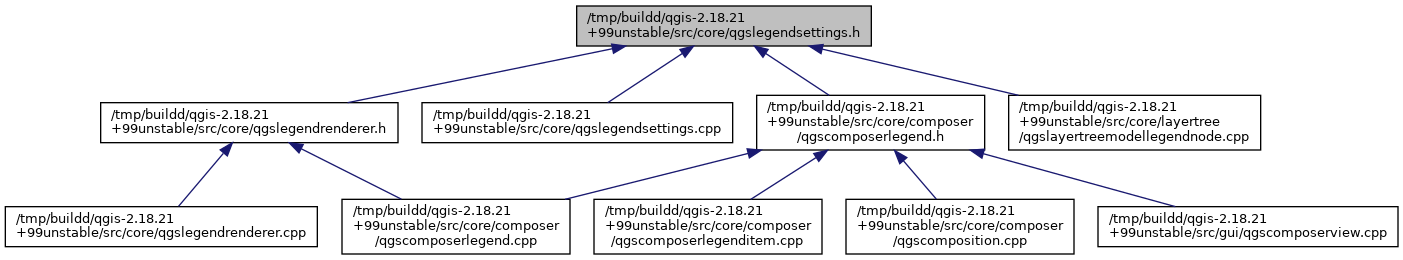 /tmp/buildd/qgis-2.18.21
+99unstable/src/core/qgslegendsettings.h
/tmp/buildd/qgis-2.18.21
+99unstable/src/core/qgslegendrenderer.h
/tmp/buildd/qgis-2.18.21
+99unstable/src/core/qgslegendsettings.cpp
/tmp/buildd/qgis-2.18.21
+99unstable/src/core/composer
/qgscomposerlegend.h
/tmp/buildd/qgis-2.18.21
+99unstable/src/core/layertree
/qgslayertreemodellegendnode.cpp
/tmp/buildd/qgis-2.18.21
+99unstable/src/core/qgslegendrenderer.cpp
/tmp/buildd/qgis-2.18.21
+99unstable/src/core/composer
/qgscomposerlegend.cpp
/tmp/buildd/qgis-2.18.21
+99unstable/src/core/composer
/qgscomposerlegenditem.cpp
/tmp/buildd/qgis-2.18.21
+99unstable/src/core/composer
/qgscomposition.cpp
/tmp/buildd/qgis-2.18.21
+99unstable/src/gui/qgscomposerview.cpp